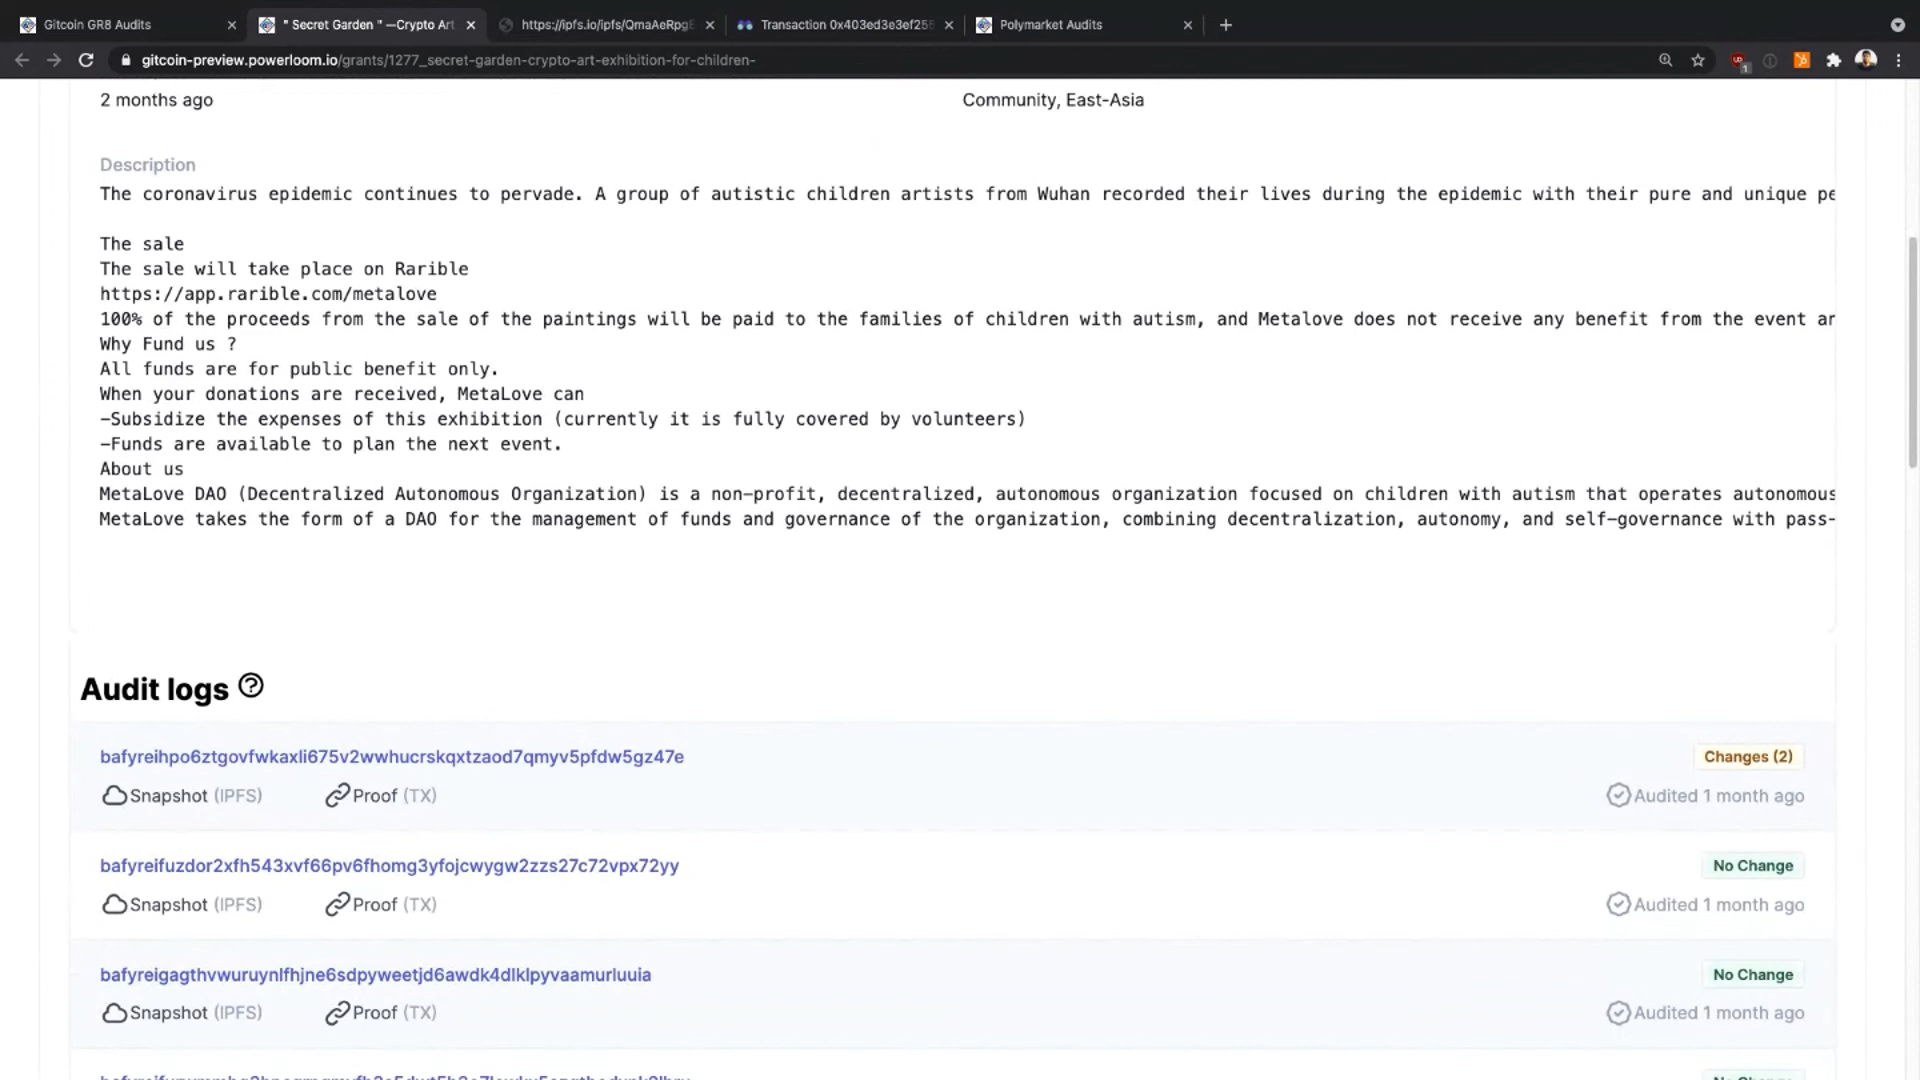 Gitcoin GR8 Audits
" Secret Garden " —Crypto Art
https://ipfs.io/ipfs/QmaAeRpgE
Transaction 0x403ed3e3ef255
Polymarket Audits
gitcoin-preview.powerloom.io/grants/1277_secret-garden-crypto-art-exhibition-for-children-
1
2 months ago
Community, East-Asia
Description
The coronavirus epidemic continues to pervade. A group of autistic children artists from Wuhan recorded their lives during the epidemic with their pure and unique pe
The sale
The sale will take place on Rarible
https://app.rarible.com/metalove
100% of the proceeds from the sale of the paintings will be paid to the families of children with autism, and Metalove does not receive any benefit from the event ar
Why Fund us ?
All funds are for public benefit only.
When your donations are received, MetaLove can
-Subsidize the expenses of this exhibition (currently it is fully covered by volunteers)
-Funds are available to plan the next event.
About us
MetaLove DAO (Decentralized Autonomous Organization) is a non-profit, decentralized, autonomous organization focused on children with autism that operates autonomous
MetaLove takes the form of a DAO for the management of funds and governance of the organization, combining decentralization, autonomy, and self-governance with pass-
Audit logs
bafyreihpo6ztgovfwkaxli675v2wwhucrskqxtzaod7qmyv5pfdw5gz47e
Changes (2)
Snapshot (IPFS)
Proof (TX)
Audited 1 month ago
bafyreifuzdor2xfh543xvf66pv6fhomg3yfojcwygw2zzs27c72vpx72yy
No Change
Snapshot (IPFS)
Proof (TX)
Audited 1 month ago
bafyreigagthvwuruynlfhjne6sdpyweetjd6awdk4dlklpyvaamurluuia
No Change
Snapshot (IPFS)
Proof (TX)
Audited 1 month ago